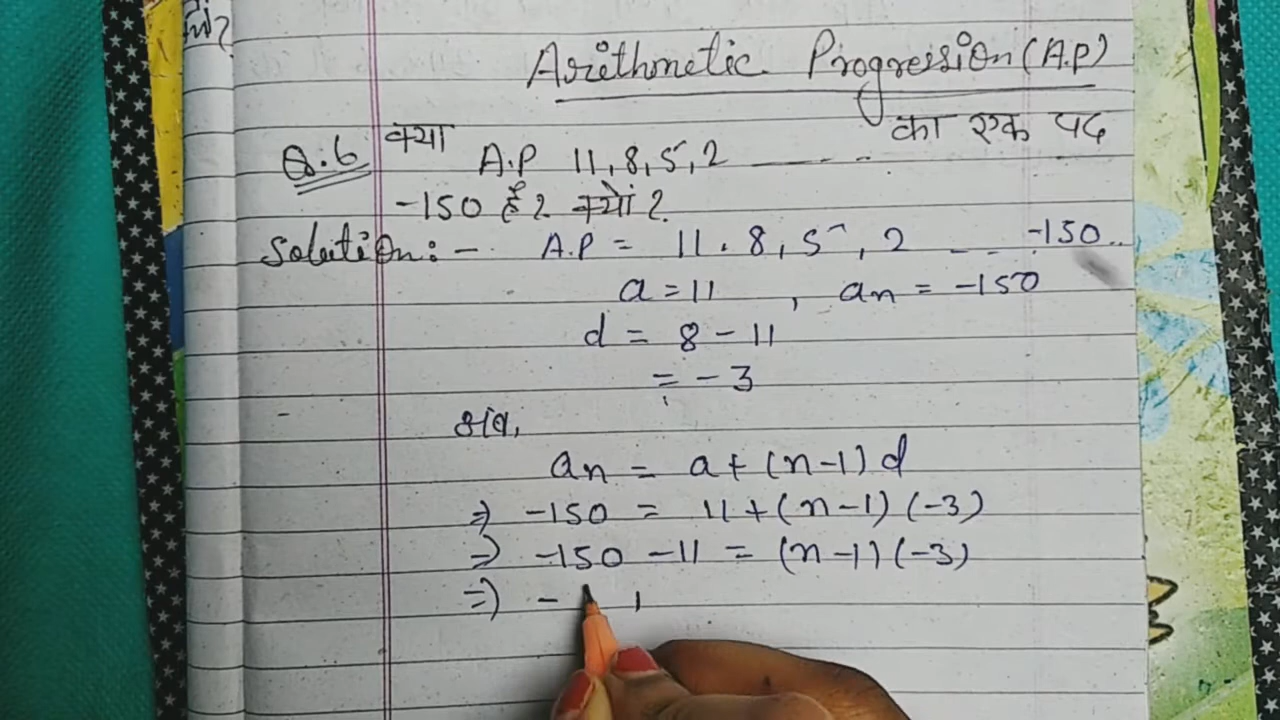 Arithmetic Progression (A.P)
Q.6 क्या A.P 11, 8, 5, 2 ——— - का एक पद
-150 हैं? क्यों?
Solution:- A.P = 11, 8, 5, 2 - - - -150..
a = 11 , an = -150
d = 8 - 11
= - 3
अब,
an = a + (n-1) d
⇒ -150 = 11 + (n-1) (-3)
⇒ -150 - 11 = (n-1) (-3)
⇒ - 1